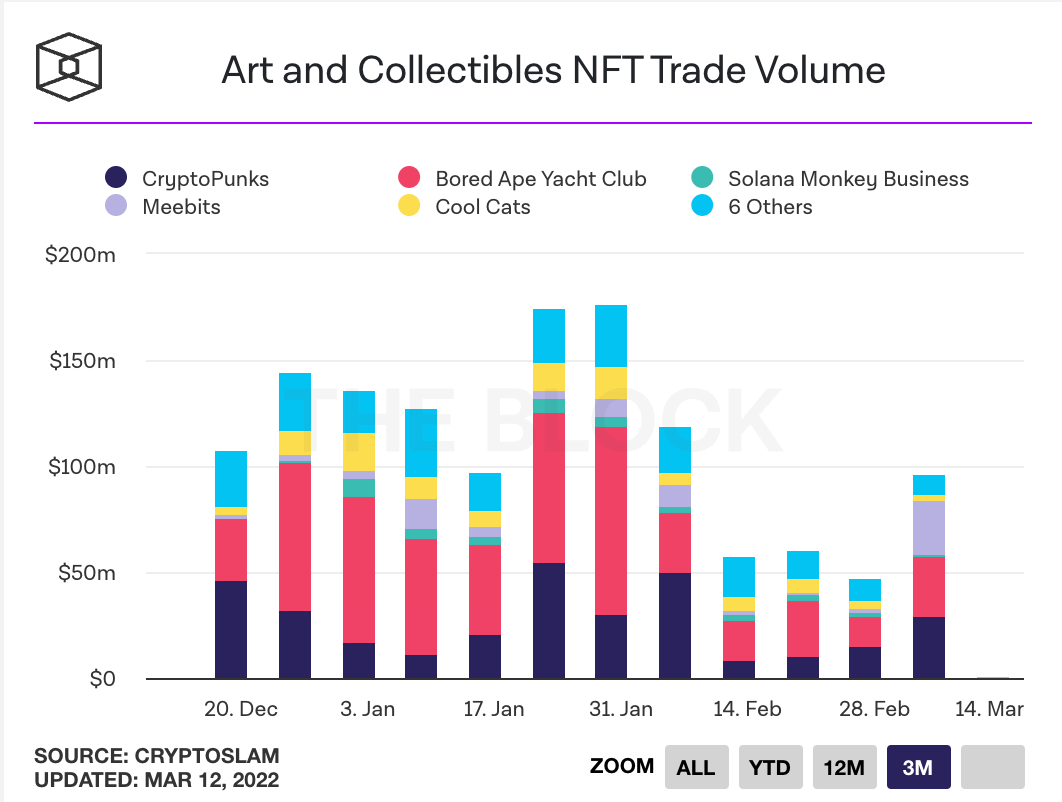 Art and Collectibles NFT Trade Volume
CryptoPunks Bored Ape Yacht Club Solana Monkey Business
Meebits Cool Cats 6 Others
$200m
$150m
THE BLOCK
$100m
$50m
$0
20. Dec 3. Jan 17. Jan 31. Jan 14. Feb 28. Feb 14. Mar
SOURCE: CRYPTOSLAM
UPDATED: MAR 12, 2022
ZOOM ALL YTD 12M 3M